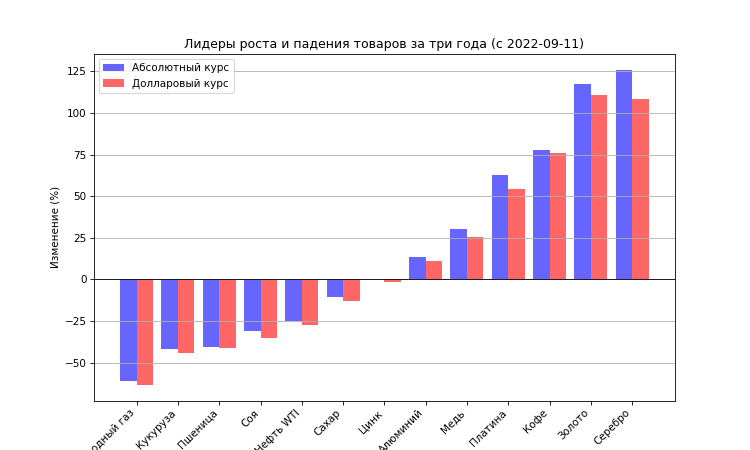 Лидеры роста и падения товаров за три года (с 2022-09-11)
Абсолютный курс
Долларовый курс
Изменение (%)
125
100
75
50
25
0
−25
−50
одный газ
Кукуруза
Пшеница
Соя
Нефть WTI
Сахар
Цинк
Алюминий
Медь
Платина
Кофе
Золото
Серебро